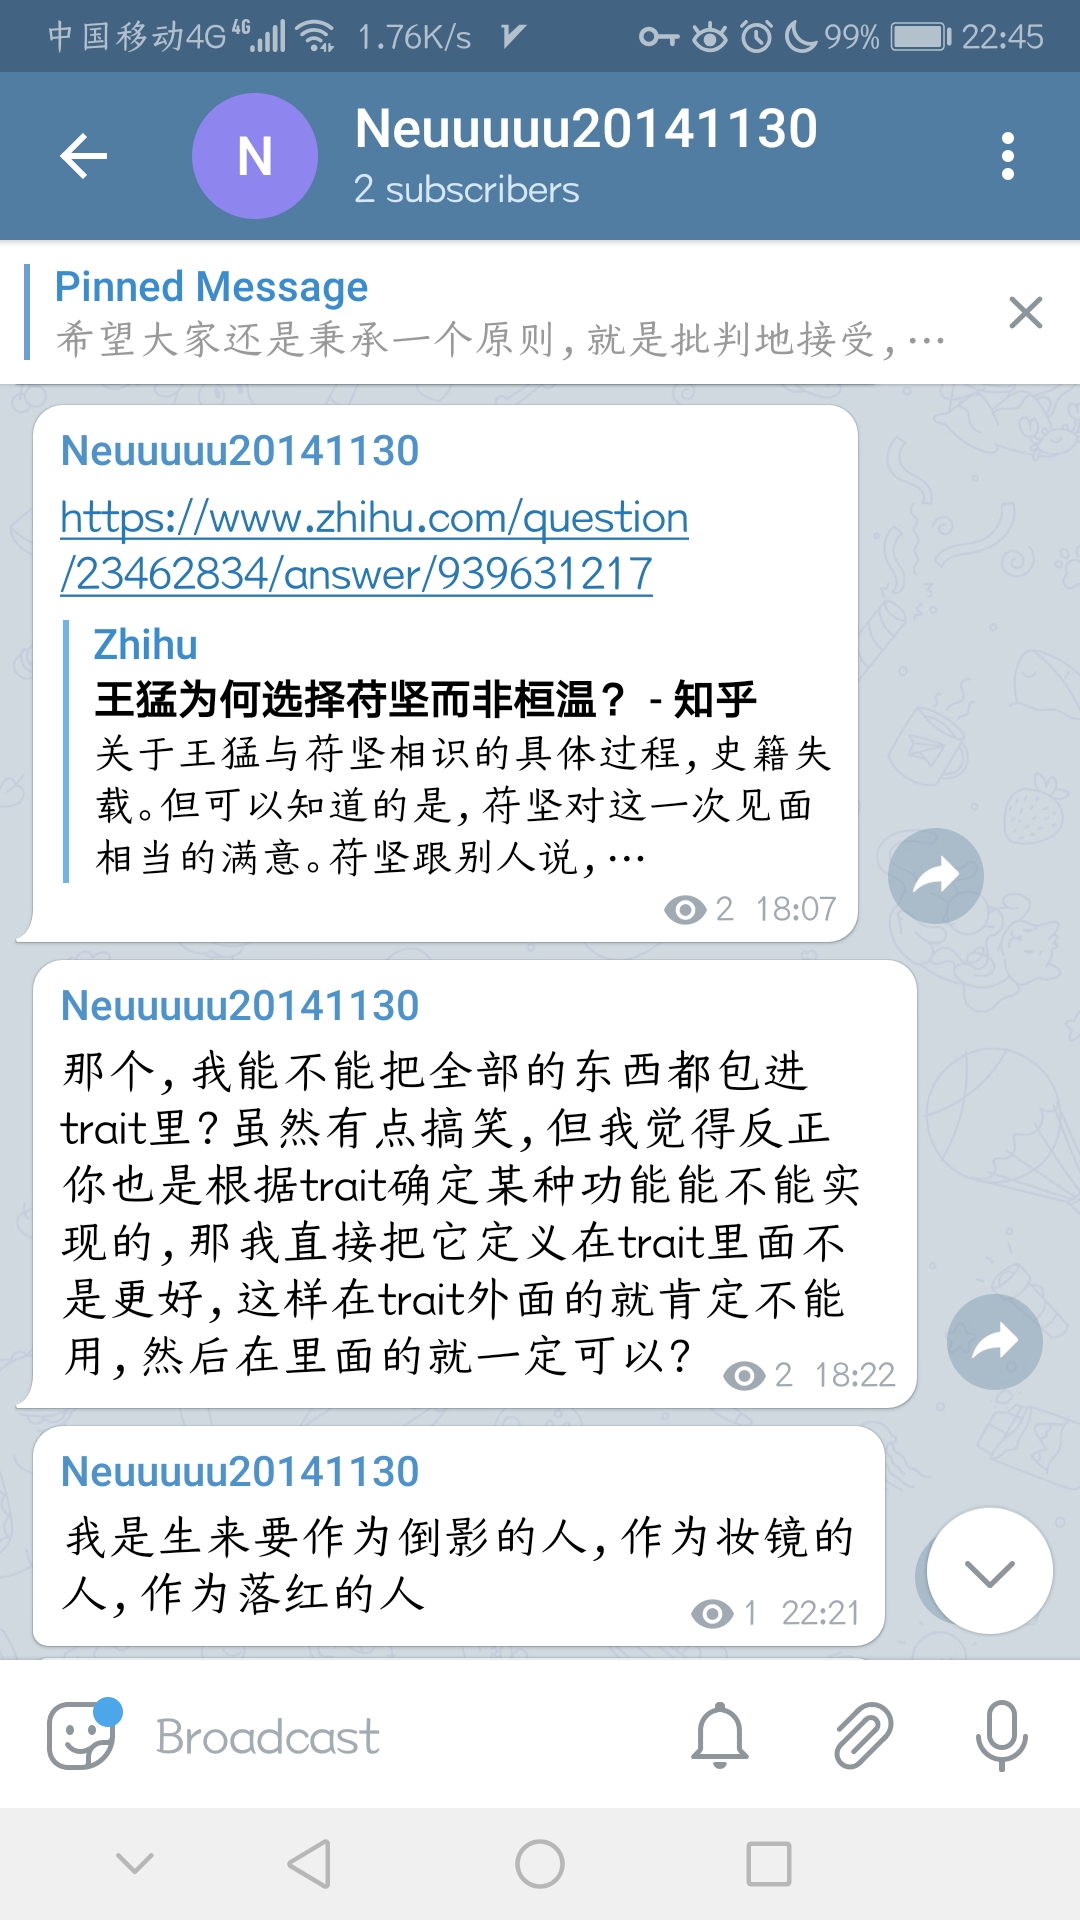 中国移动4G 4G 1.76K/s 99% 22:45
N
Neuuuuu20141130
2 subscribers
Pinned Message
希望大家还是秉承一个原则,就是批判地接受,…
Neuuuuu20141130
https://www.zhihu.com/question
/23462834/answer/939631217
Zhihu
王猛为何选择苻坚而非桓温？ - 知乎
关于王猛与苻坚相识的具体过程,史籍失
载。但可以知道的是,苻坚对这一次见面
相当的满意。苻坚跟别人说,…
2 18:07
Neuuuuu20141130
那个,我能不能把全部的东西都包进
trait里?虽然有点搞笑,但我觉得反正
你也是根据trait确定某种功能能不能实
现的,那我直接把它定义在trait里面不
是更好,这样在trait外面的就肯定不能
用,然后在里面的就一定可以?
2 18:22
Neuuuuu20141130
我是生来要作为倒影的人,作为妆镜的
人,作为落红的人
1 22:21
Broadcast